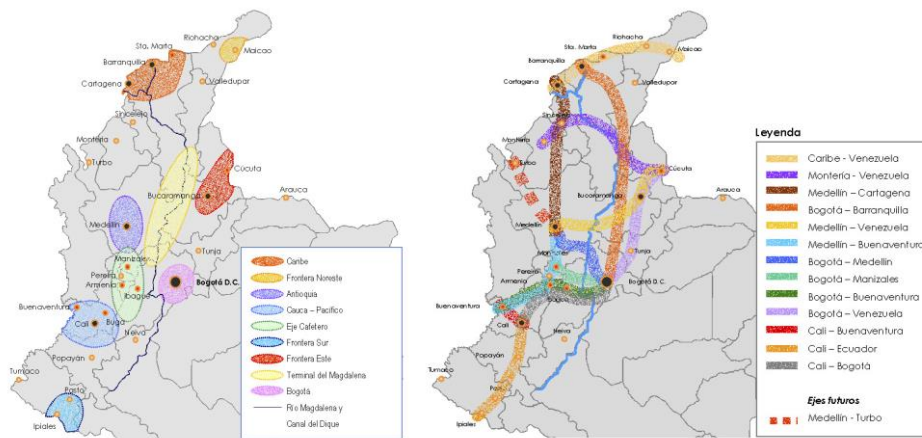 Riohacha
Sta. Marta
Maicao
Barranquilla
Cartagena
Valledupar
Sincelejo
Montería
Turbo
Cúcuta
Bucaramanga
Arauca
Medellín
Tunja
Manizales
Pereira
Armenia
Bogotá D.C.
Ibagué
Buenaventura
Buga
Cali
Neiva
Popayán
Tumaco
Pasto
Ipiales
Caribe
Frontera Noreste
Antioquia
Cauca – Pacífico
Eje Cafetero
Frontera Sur
Frontera Este
Terminal del Magdalena
Bogotá
Río Magdalena y
Canal del Dique
Riohacha
Sta. Marta
Maicao
Barranquilla
Cartagena
Valledupar
Sincelejo
Montería
Turbo
Cúcuta
Bucaramanga
Arauca
Medellín
Tunja
Pereira
Armenia
Bogotá D.C.
Buenaventura
Cali
Neiva
Popayán
Tumaco
Ipiales
Leyenda
Caribe - Venezuela
Montería - Venezuela
Medellín – Cartagena
Bogotá – Barranquilla
Medellín – Venezuela
Medellín – Buenaventura
Bogotá – Medellín
Bogotá – Manizales
Bogotá – Buenaventura
Bogotá – Venezuela
Cali – Buenaventura
Cali – Ecuador
Cali – Bogotá
Ejes futuros
Medellín - Turbo